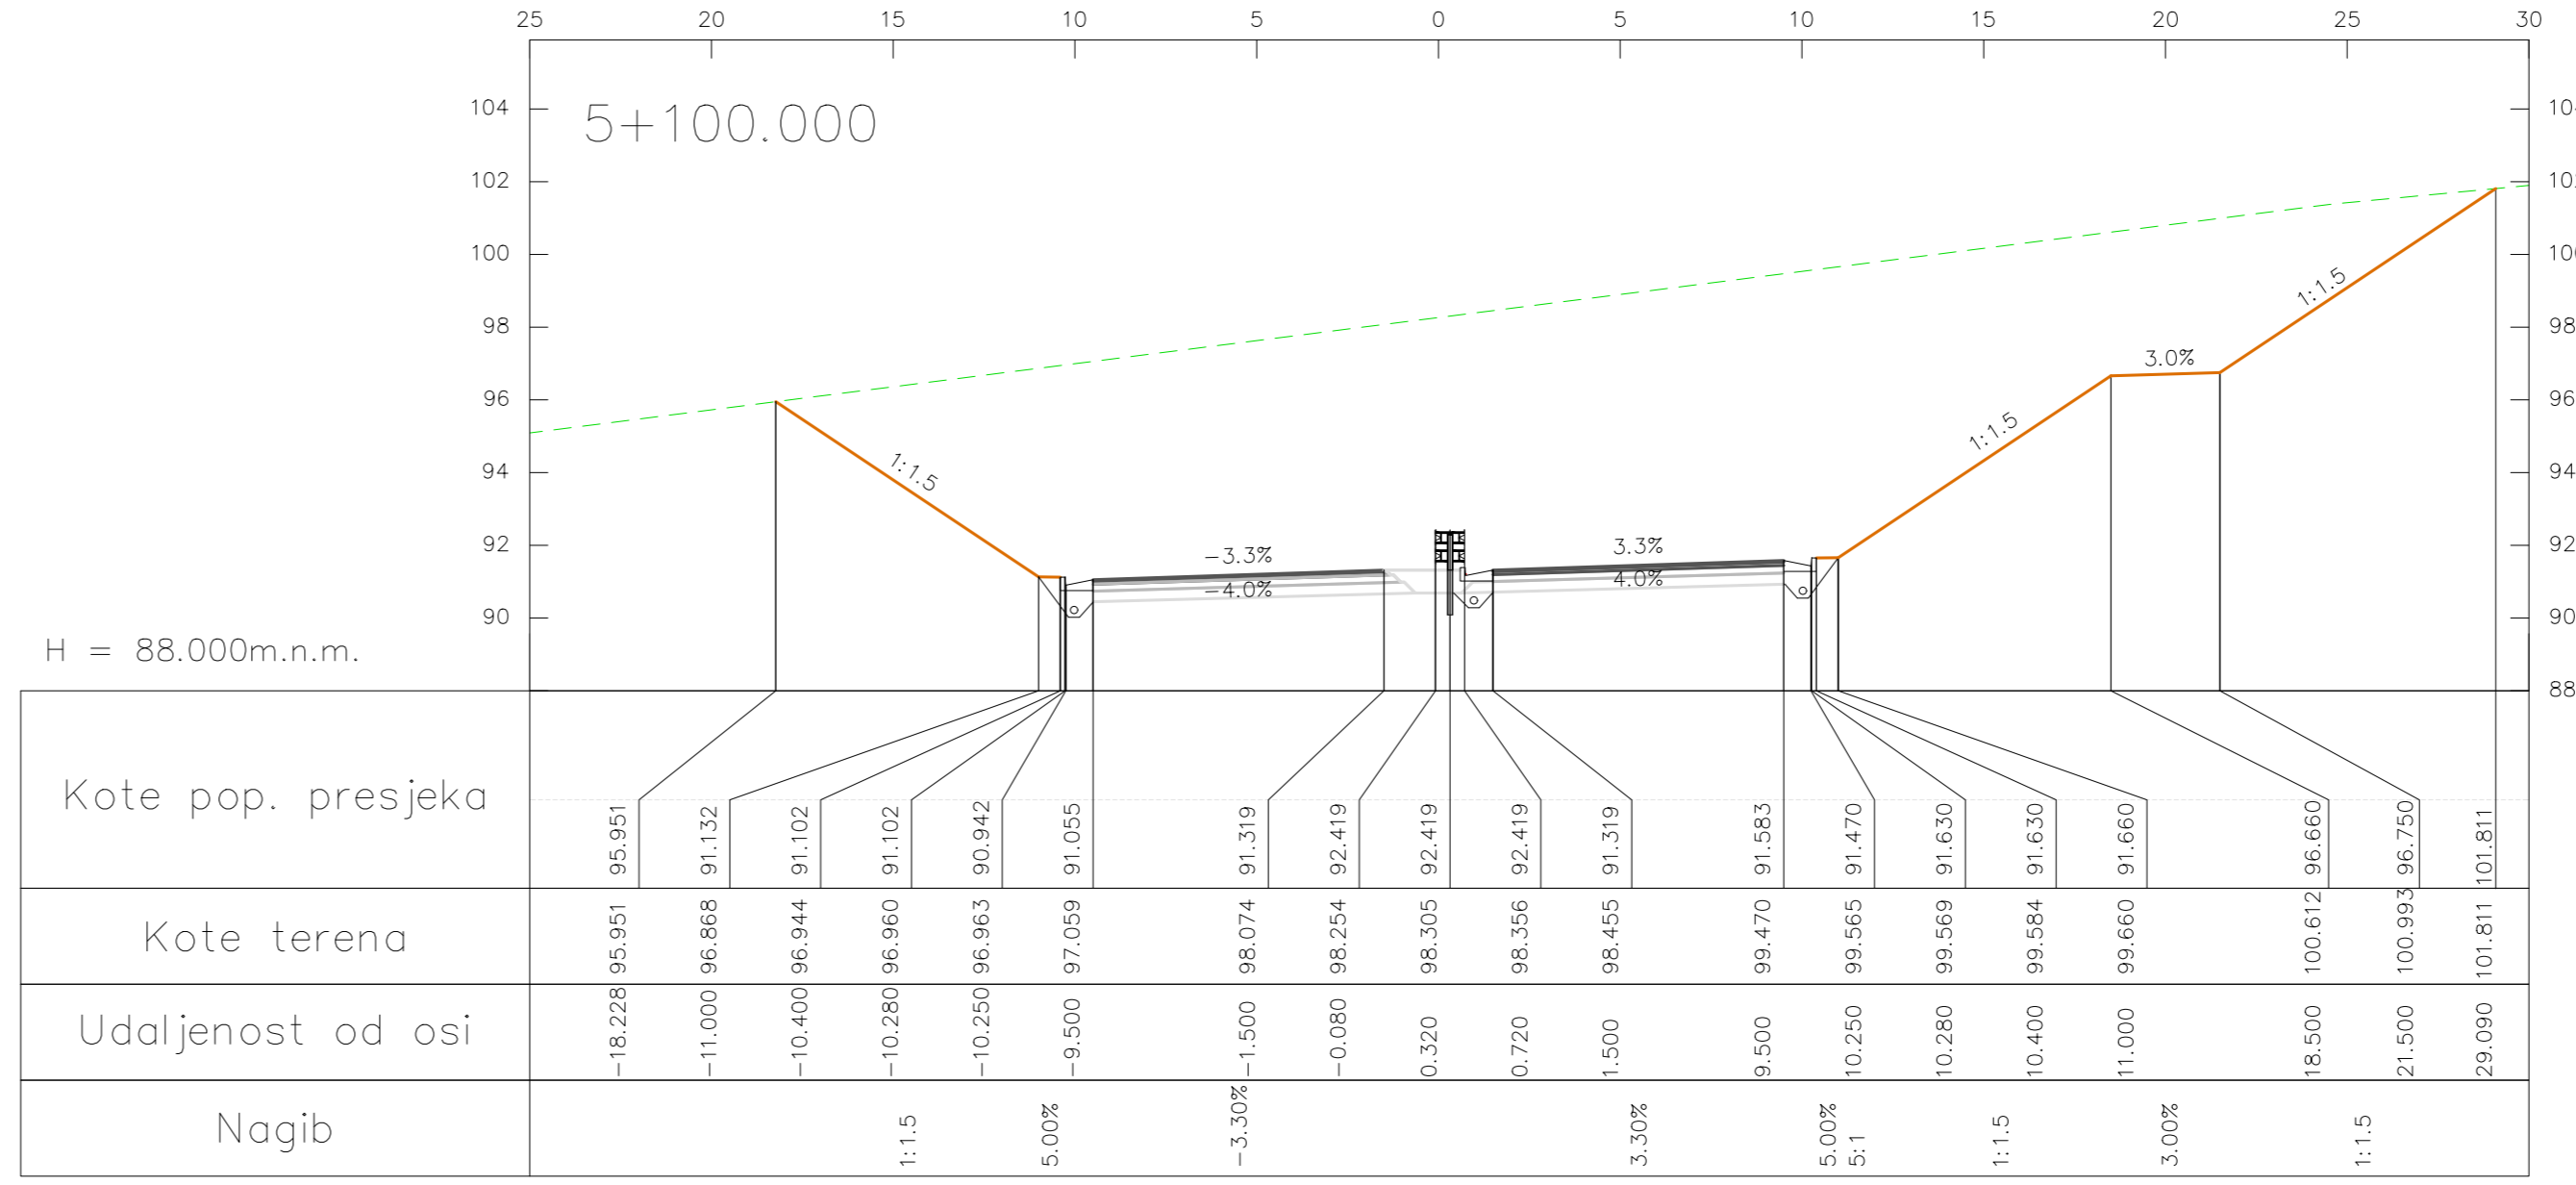 25 20 15 10 5 0 5 10 15 20 25 30
5+100.000
104
102
100
98
96
94
92
90
98
96
94
92
90
88
1:1.5
-3.3%
-4.0%
3.3%
4.0%
1:1.5
3.0%
1:1.5
H = 88.000m.n.m.
Kote pop. presjeka
95.951 91.132 91.102 91.102 90.942 91.055 91.319 92.419 92.419 92.419 91.319 91.583 91.470 91.630 91.630 91.660 96.660 96.750 101.811
Kote terena
95.951 96.868 96.944 96.960 96.963 97.059 98.074 98.254 98.305 98.356 98.455 99.470 99.565 99.569 99.584 99.660 100.612 100.993 101.811
Udaljenost od osi
-18.228 -11.000 -10.400 -10.280 -10.250 -9.500 -1.500 -0.080 0.320 0.720 1.500 9.500 10.250 10.280 10.400 11.000 18.500 21.500 29.090
Nagib
1:1.5 5.00% -3.30% 3.30% 5.00% 5:1 1:1.5 3.00% 1:1.5